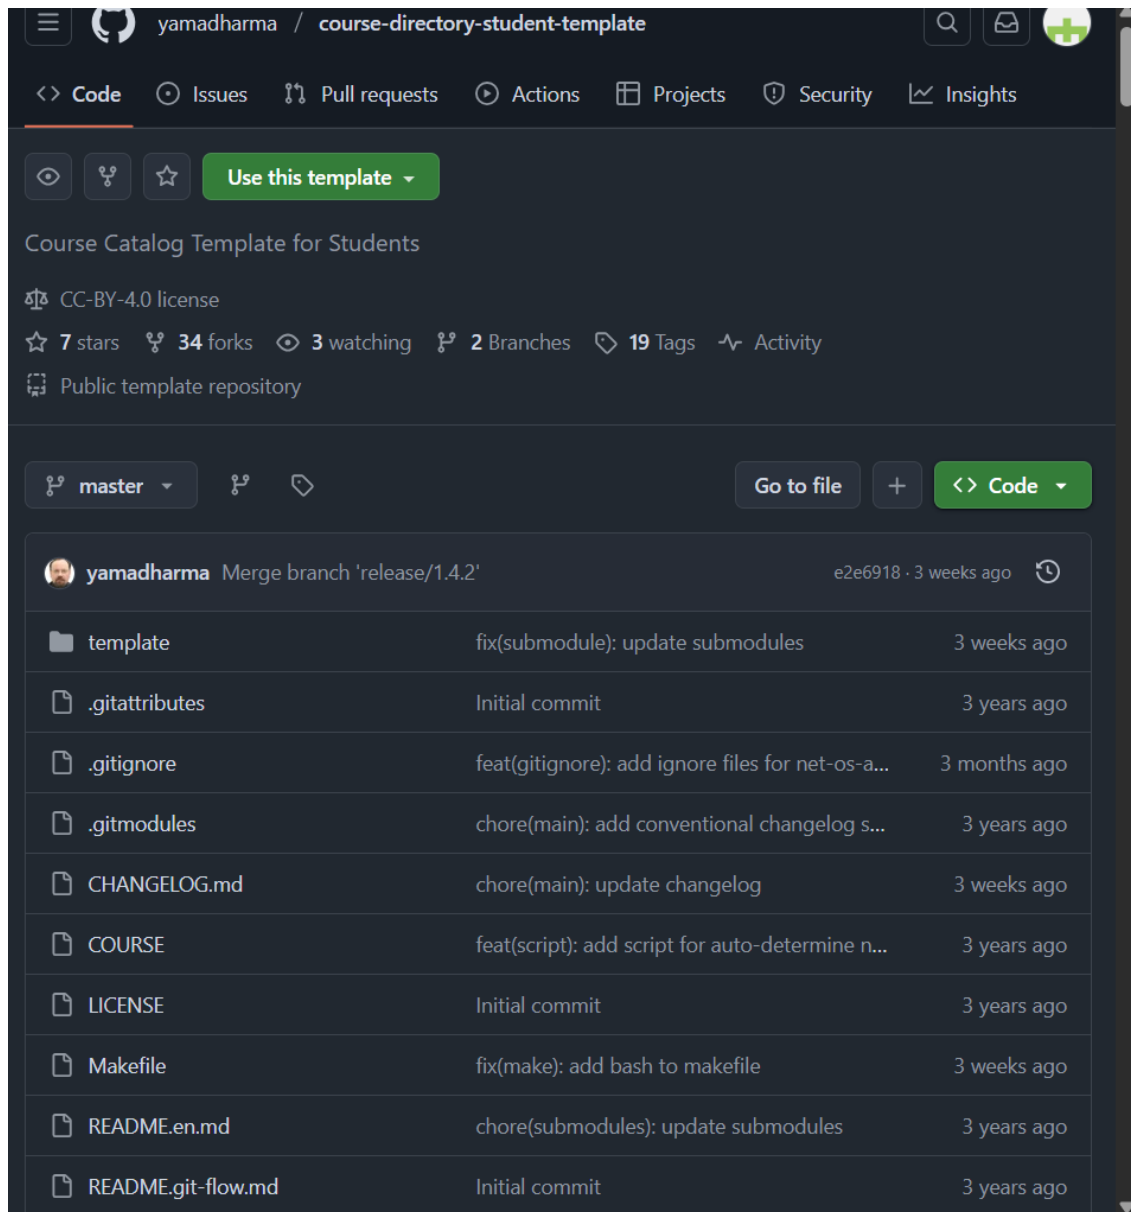 yamadharma / course-directory-student-template
Code Issues Pull requests Actions Projects Security Insights
Use this template
Course Catalog Template for Students
CC-BY-4.0 license
7 stars 34 forks 3 watching 2 Branches 19 Tags Activity
Public template repository
master Go to file Code
yamadharma Merge branch 'release/1.4.2' e2e6918 · 3 weeks ago
template fix(submodule): update submodules 3 weeks ago
.gitattributes Initial commit 3 years ago
.gitignore feat(gitignore): add ignore files for net-os-a... 3 months ago
.gitmodules chore(main): add conventional changelog s... 3 years ago
CHANGELOG.md chore(main): update changelog 3 weeks ago
COURSE feat(script): add script for auto-determine n... 3 years ago
LICENSE Initial commit 3 years ago
Makefile fix(make): add bash to makefile 3 weeks ago
README.en.md chore(submodules): update submodules 3 years ago
README.git-flow.md Initial commit 3 years ago